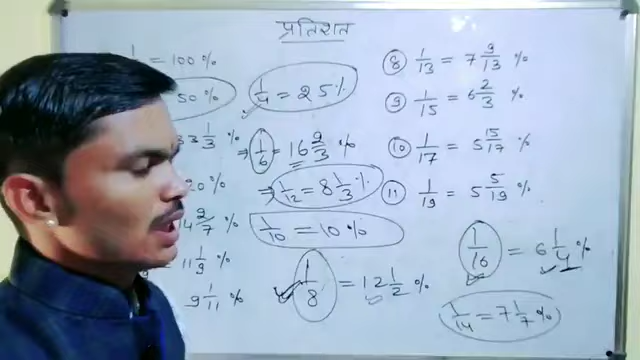 प्रतिशत
1 = 100 %
50 %
33 1/3 %
20 %
14 2/7 %
11 1/9 %
9 1/11 %
1/4 = 25 %
⇒ 1/6 = 16 2/3 %
⇒ 1/12 = 8 1/3 %
1/10 = 10 %
1/8 = 12 1/2 %
⑧ 1/13 = 7 9/13 %
⑨ 1/15 = 6 2/3 %
⑩ 1/17 = 5 15/17 %
⑪ 1/19 = 5 5/19 %
1/16 = 6 1/4 %
1/14 = 7 1/7 %